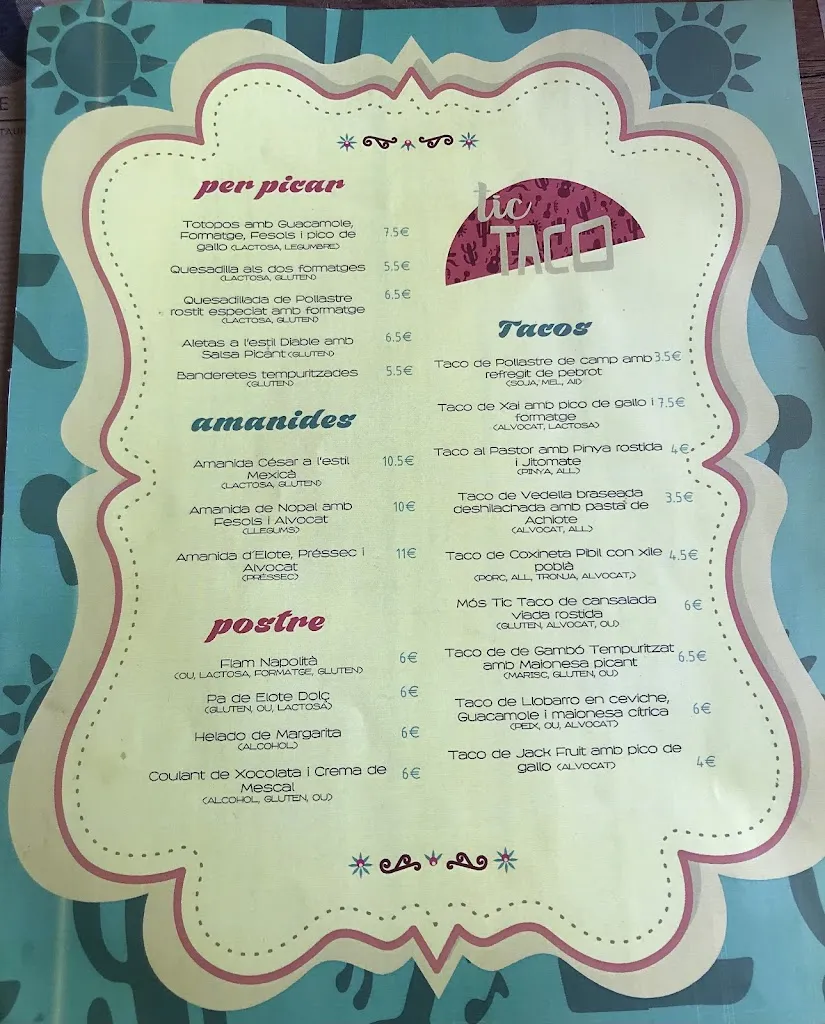 per picar
Totopos amb Guacamole,
Formatge, Fesols i pico de 7.5€
gallo (LACTOSA, LEGUMBRE)
Quesadilla als dos formatges 5.5€
(LACTOSA, GLUTEN)
Quesadillada de Pollastre 6.5€
rostit especiat amb formatge
(LACTOSA, GLUTEN)
Aletas a l'estil Diable amb 6.5€
Salsa Picant (GLUTEN)
Banderetes tempuritzades 5.5€
(GLUTEN)
amanides
Amanida César a l'estil 10.5€
Mexicà
(LACTOSA, GLUTEN)
Amanida de Nopal amb 10€
Fesols i Alvocat
(LLEGUMS)
Amanida d'Elote, Préssec i 11€
Alvocat
(PRÉSSEC)
postre
Flam Napolità 6€
(OU, LACTOSA, FORMATGE, GLUTEN)
Pa de Elote Dolç 6€
(GLUTEN, OU, LACTOSA)
Helado de Margarita 6€
(ALCOHOL)
Coulant de Xocolata i Crema de 6€
Mescal
(ALCOHOL, GLUTEN, OU)
tic
TACO
Tacos
Taco de Pollastre de camp amb 3.5€
refregit de pebrot
(SOJA, MEL, All)
Taco de Xai amb pico de gallo i 7.5€
formatge
(ALVOCAT, LACTOSA)
Taco al Pastor amb Pinya rostida 4€
i Jitomate
(PINYA, ALL)
Taco de Vedella braseada 3.5€
deshilachada amb pasta de
Achiote
(ALVOCAT, ALL)
Taco de Coxineta Pibil con xile 4.5€
poblà
(PORC, ALL, TRONJA, ALVOCAT,)
Mós Tic Taco de cansalada 6€
viada rostida
(GLUTEN, ALVOCAT, OU)
Taco de de Gambó Tempuritzat 6.5€
amb Maionesa picant
(MARISC, GLUTEN, OU)
Taco de Llobarro en ceviche, 6€
Guacamole i maionesa cítrica
(PEIX, OU, ALVOCAT)
Taco de Jack Fruit amb pico de 4€
gallo (ALVOCAT)